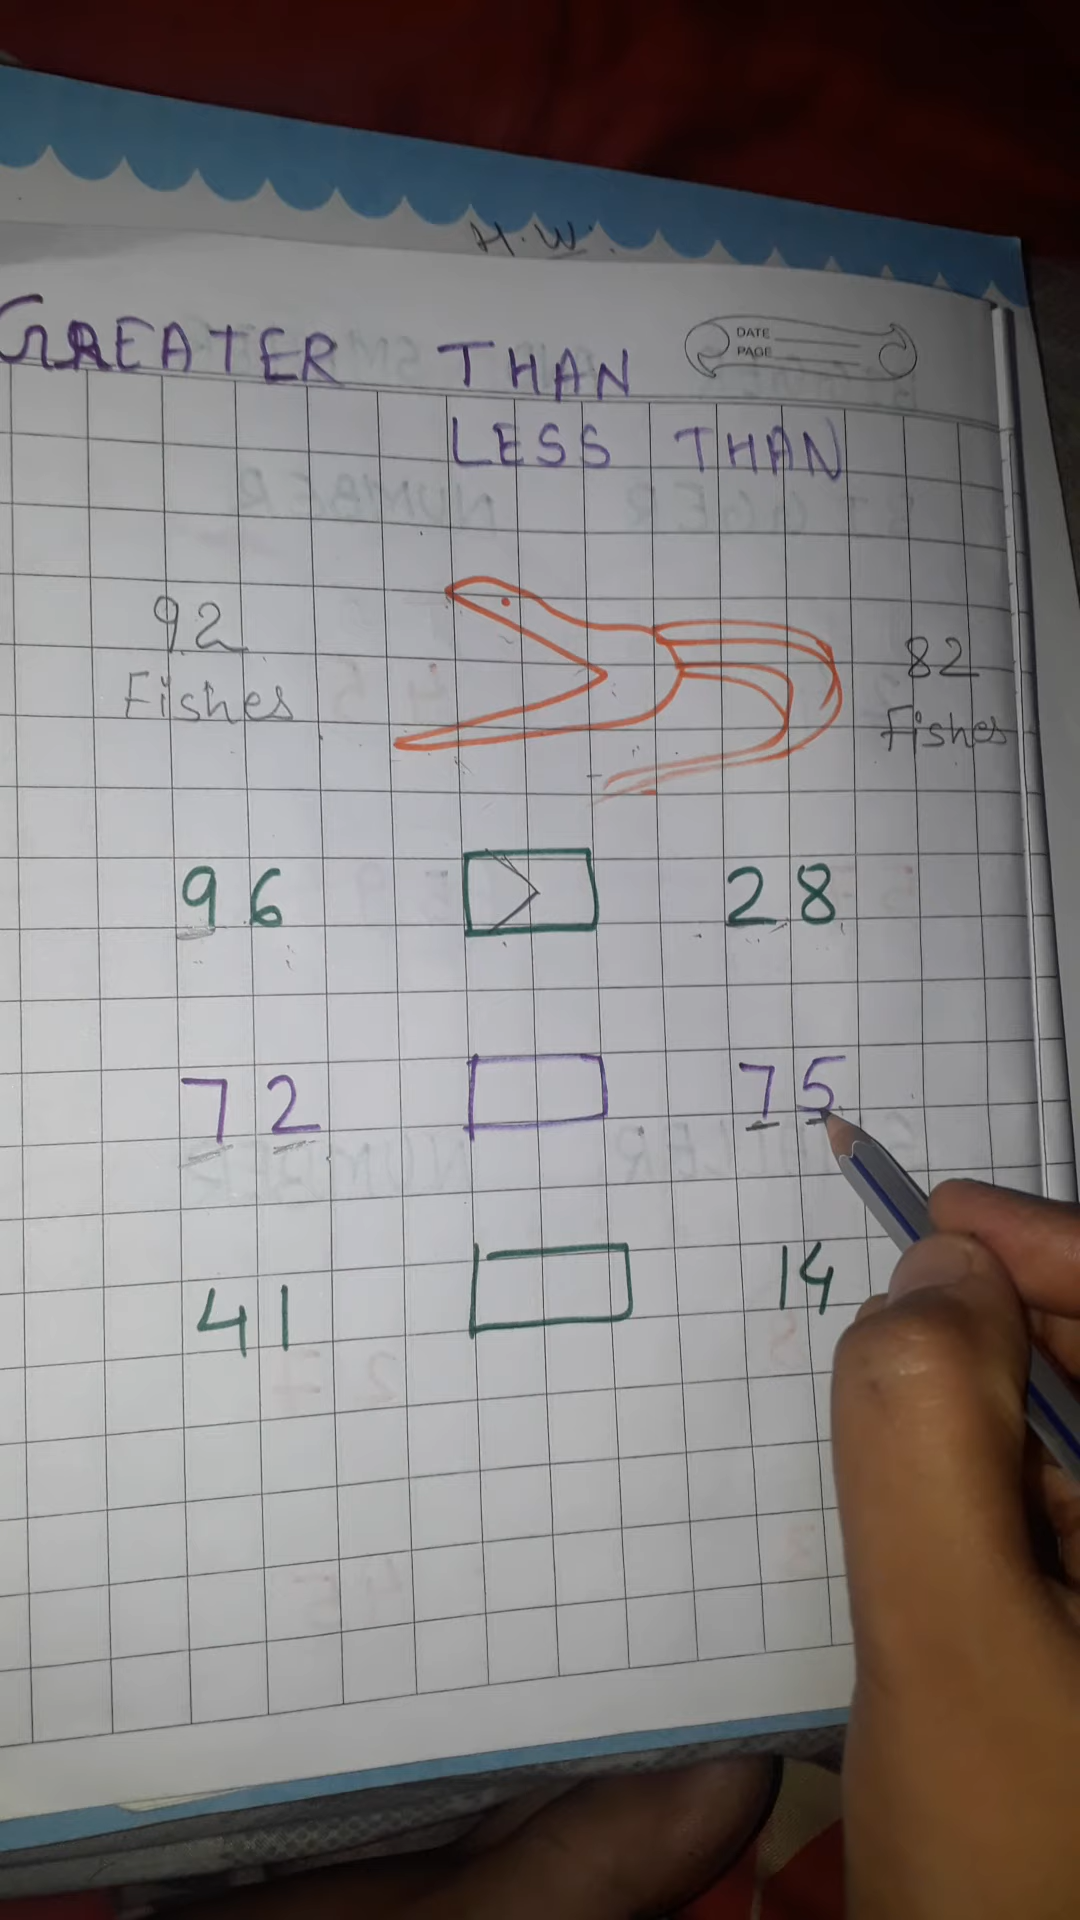 H.W.
GREATER THAN
DATE
PAGE
LESS THAN
92 82
Fishes Fishes
96 > 28
72 75
41 14